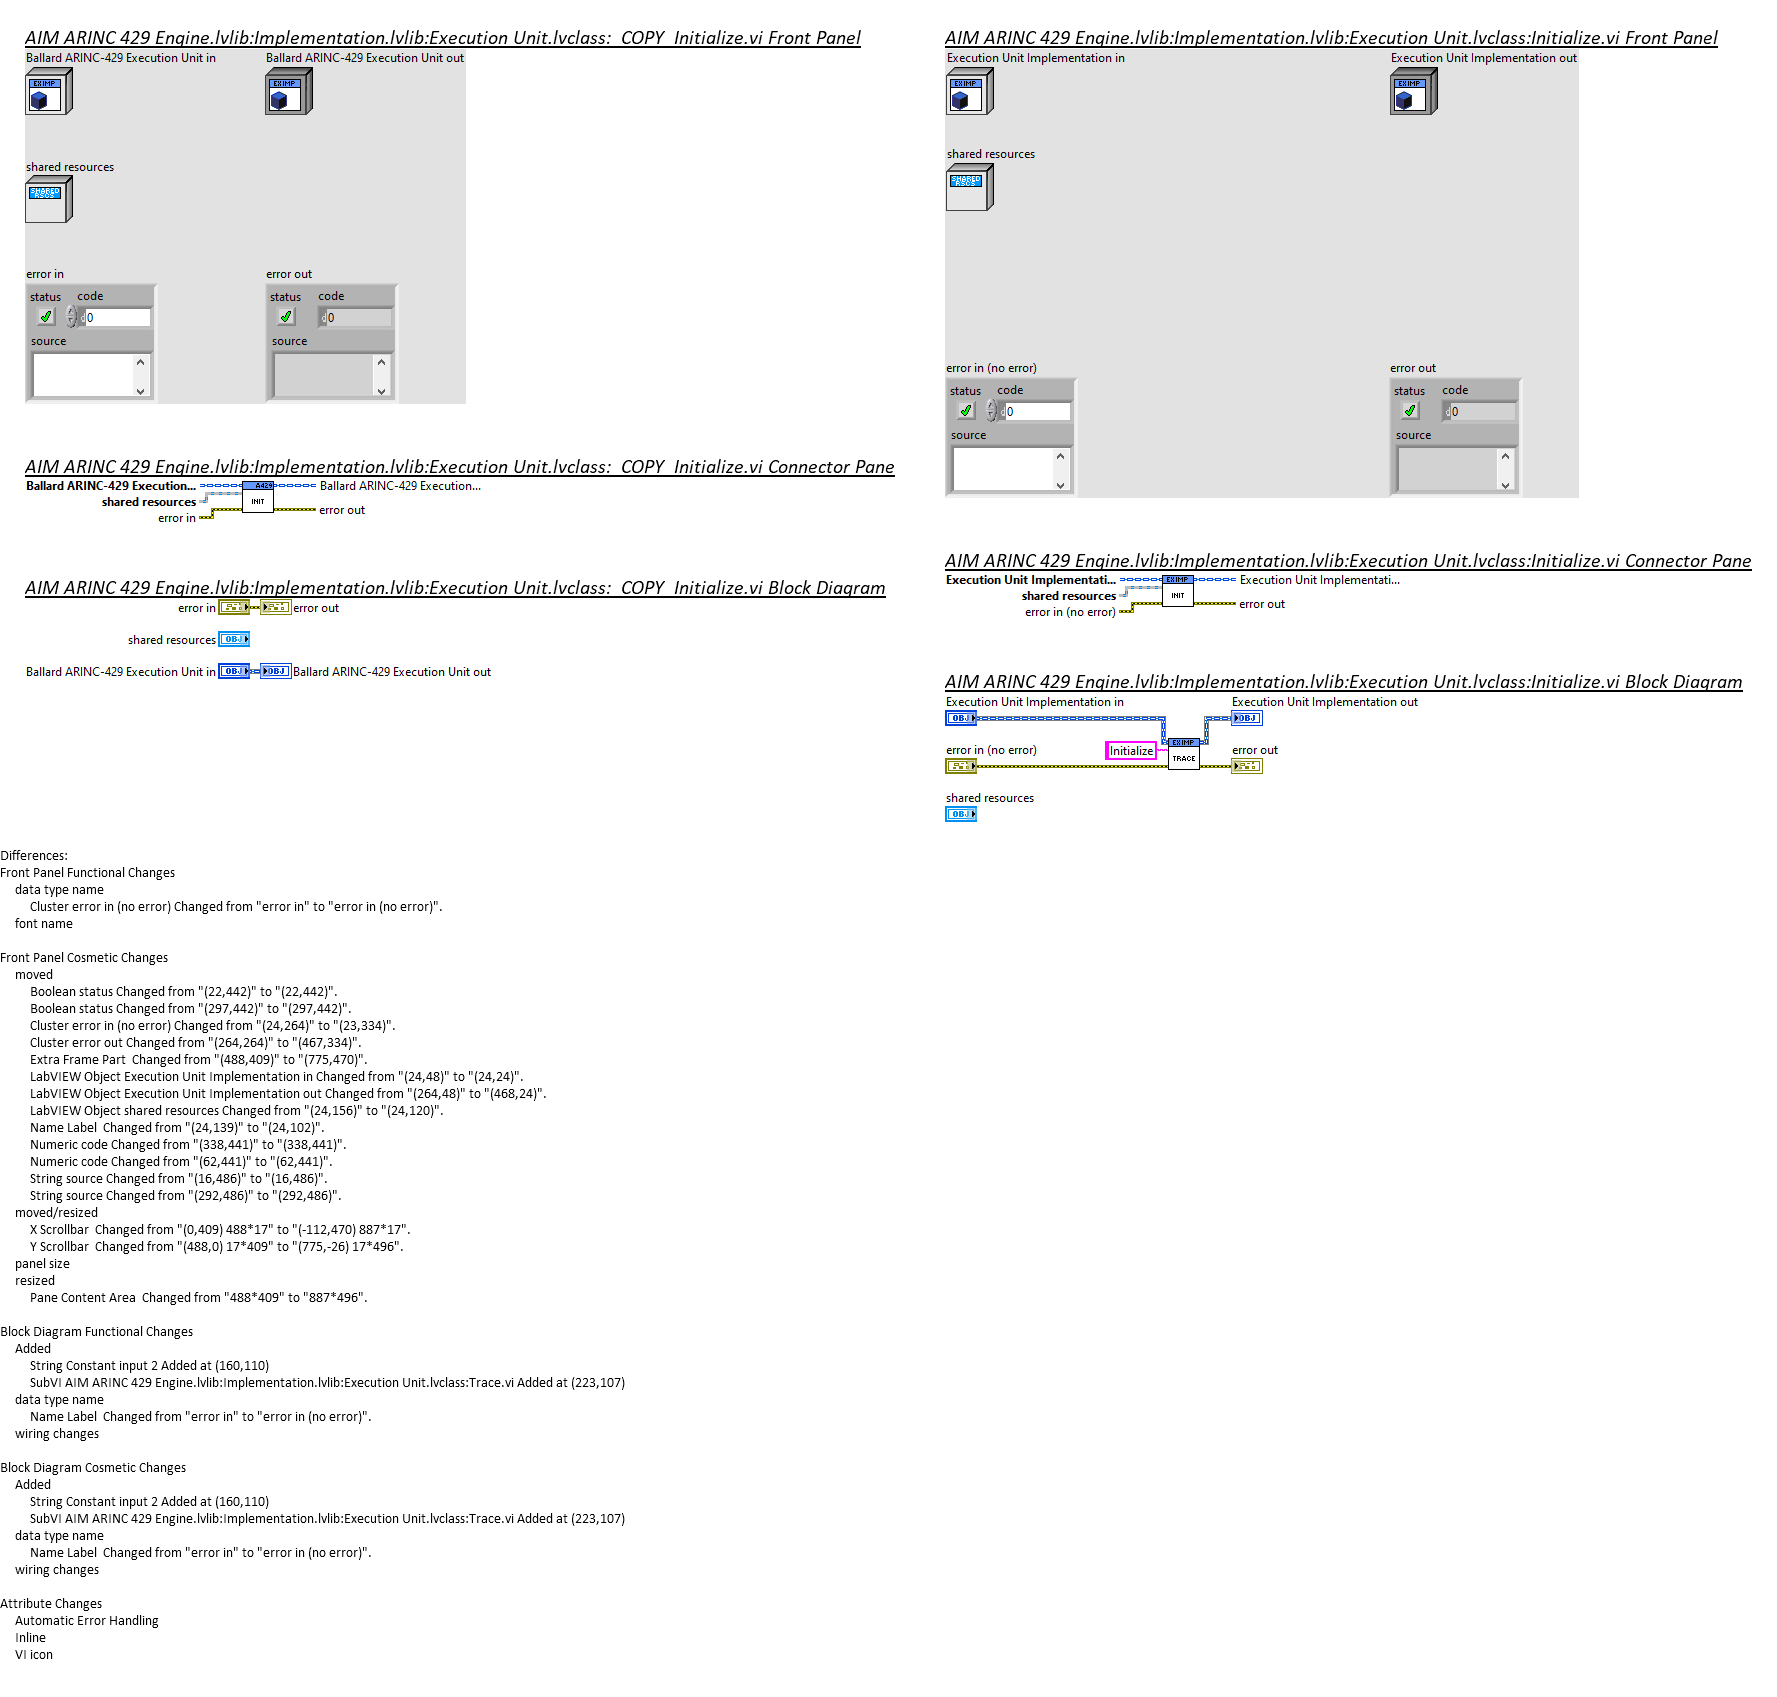 AIM ARINC 429 Engine.lvlib:Implementation.lvlib:Execution Unit.lvclass:_COPY_Initialize.vi Front Panel
Ballard ARINC-429 Execution Unit in
Ballard ARINC-429 Execution Unit out
EXIMP
EXIMP
shared resources
SHARED
RSCS
error in
error out
status code
0
source
status code
0
source
AIM ARINC 429 Engine.lvlib:Implementation.lvlib:Execution Unit.lvclass:_COPY_Initialize.vi Connector Pane
Ballard ARINC-429 Execution...
shared resources
error in
A429
INIT
Ballard ARINC-429 Execution...
error out
AIM ARINC 429 Engine.lvlib:Implementation.lvlib:Execution Unit.lvclass:_COPY_Initialize.vi Block Diagram
error in
error out
shared resources
OBJ
Ballard ARINC-429 Execution Unit in
OBJ
OBJ
Ballard ARINC-429 Execution Unit out
AIM ARINC 429 Engine.lvlib:Implementation.lvlib:Execution Unit.lvclass:Initialize.vi Front Panel
Execution Unit Implementation in
Execution Unit Implementation out
EXIMP
EXIMP
shared resources
SHARED
RSCS
error in (no error)
error out
status code
0
source
status code
0
source
AIM ARINC 429 Engine.lvlib:Implementation.lvlib:Execution Unit.lvclass:Initialize.vi Connector Pane
Execution Unit Implementati...
shared resources
error in (no error)
EXIMP
INIT
Execution Unit Implementati...
error out
AIM ARINC 429 Engine.lvlib:Implementation.lvlib:Execution Unit.lvclass:Initialize.vi Block Diagram
Execution Unit Implementation in
Execution Unit Implementation out
OBJ
OBJ
error in (no error)
Initialize
EXIMP
TRACE
error out
shared resources
OBJ
Differences:
Front Panel Functional Changes
data type name
Cluster error in (no error) Changed from "error in" to "error in (no error)".
font name
Front Panel Cosmetic Changes
moved
Boolean status Changed from "(22,442)" to "(22,442)".
Boolean status Changed from "(297,442)" to "(297,442)".
Cluster error in (no error) Changed from "(24,264)" to "(23,334)".
Cluster error out Changed from "(264,264)" to "(467,334)".
Extra Frame Part  Changed from "(488,409)" to "(775,470)".
LabVIEW Object Execution Unit Implementation in Changed from "(24,48)" to "(24,24)".
LabVIEW Object Execution Unit Implementation out Changed from "(264,48)" to "(468,24)".
LabVIEW Object shared resources Changed from "(24,156)" to "(24,120)".
Name Label  Changed from "(24,139)" to "(24,102)".
Numeric code Changed from "(338,441)" to "(338,441)".
Numeric code Changed from "(62,441)" to "(62,441)".
String source Changed from "(16,486)" to "(16,486)".
String source Changed from "(292,486)" to "(292,486)".
moved/resized
X Scrollbar  Changed from "(0,409) 488*17" to "(-112,470) 887*17".
Y Scrollbar  Changed from "(488,0) 17*409" to "(775,-26) 17*496".
panel size
resized
Pane Content Area  Changed from "488*409" to "887*496".
Block Diagram Functional Changes
Added
String Constant input 2 Added at (160,110)
SubVI AIM ARINC 429 Engine.lvlib:Implementation.lvlib:Execution Unit.lvclass:Trace.vi Added at (223,107)
data type name
Name Label  Changed from "error in" to "error in (no error)".
wiring changes
Block Diagram Cosmetic Changes
Added
String Constant input 2 Added at (160,110)
SubVI AIM ARINC 429 Engine.lvlib:Implementation.lvlib:Execution Unit.lvclass:Trace.vi Added at (223,107)
data type name
Name Label  Changed from "error in" to "error in (no error)".
wiring changes
Attribute Changes
Automatic Error Handling
Inline
VI icon